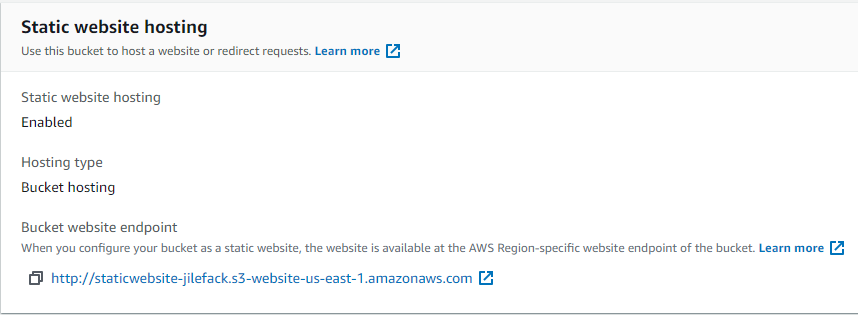 Static website hosting
Use this bucket to host a website or redirect requests. Learn more
Static website hosting
Enabled
Hosting type
Bucket hosting
Bucket website endpoint
When you configure your bucket as a static website, the website is available at the AWS Region-specific website endpoint of the bucket. Learn more
http://staticwebsite-jilefack.s3-website-us-east-1.amazonaws.com